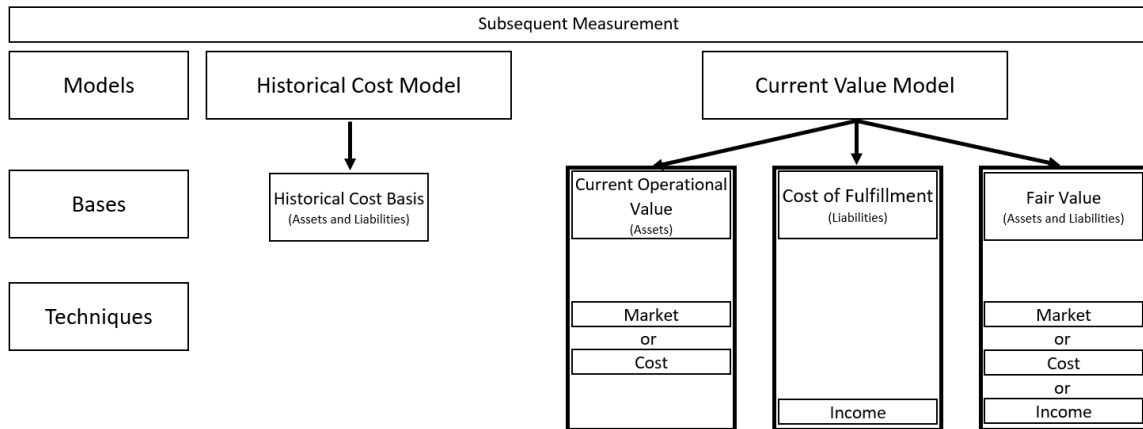 Subsequent Measurement
Models
Historical Cost Model
Current Value Model
Bases
Historical Cost Basis
(Assets and Liabilities)
Current Operational
Value
(Assets)
Cost of Fulfillment
(Liabilities)
Fair Value
(Assets and Liabilities)
Techniques
Market
or
Cost
Income
Market
or
Cost
or
Income